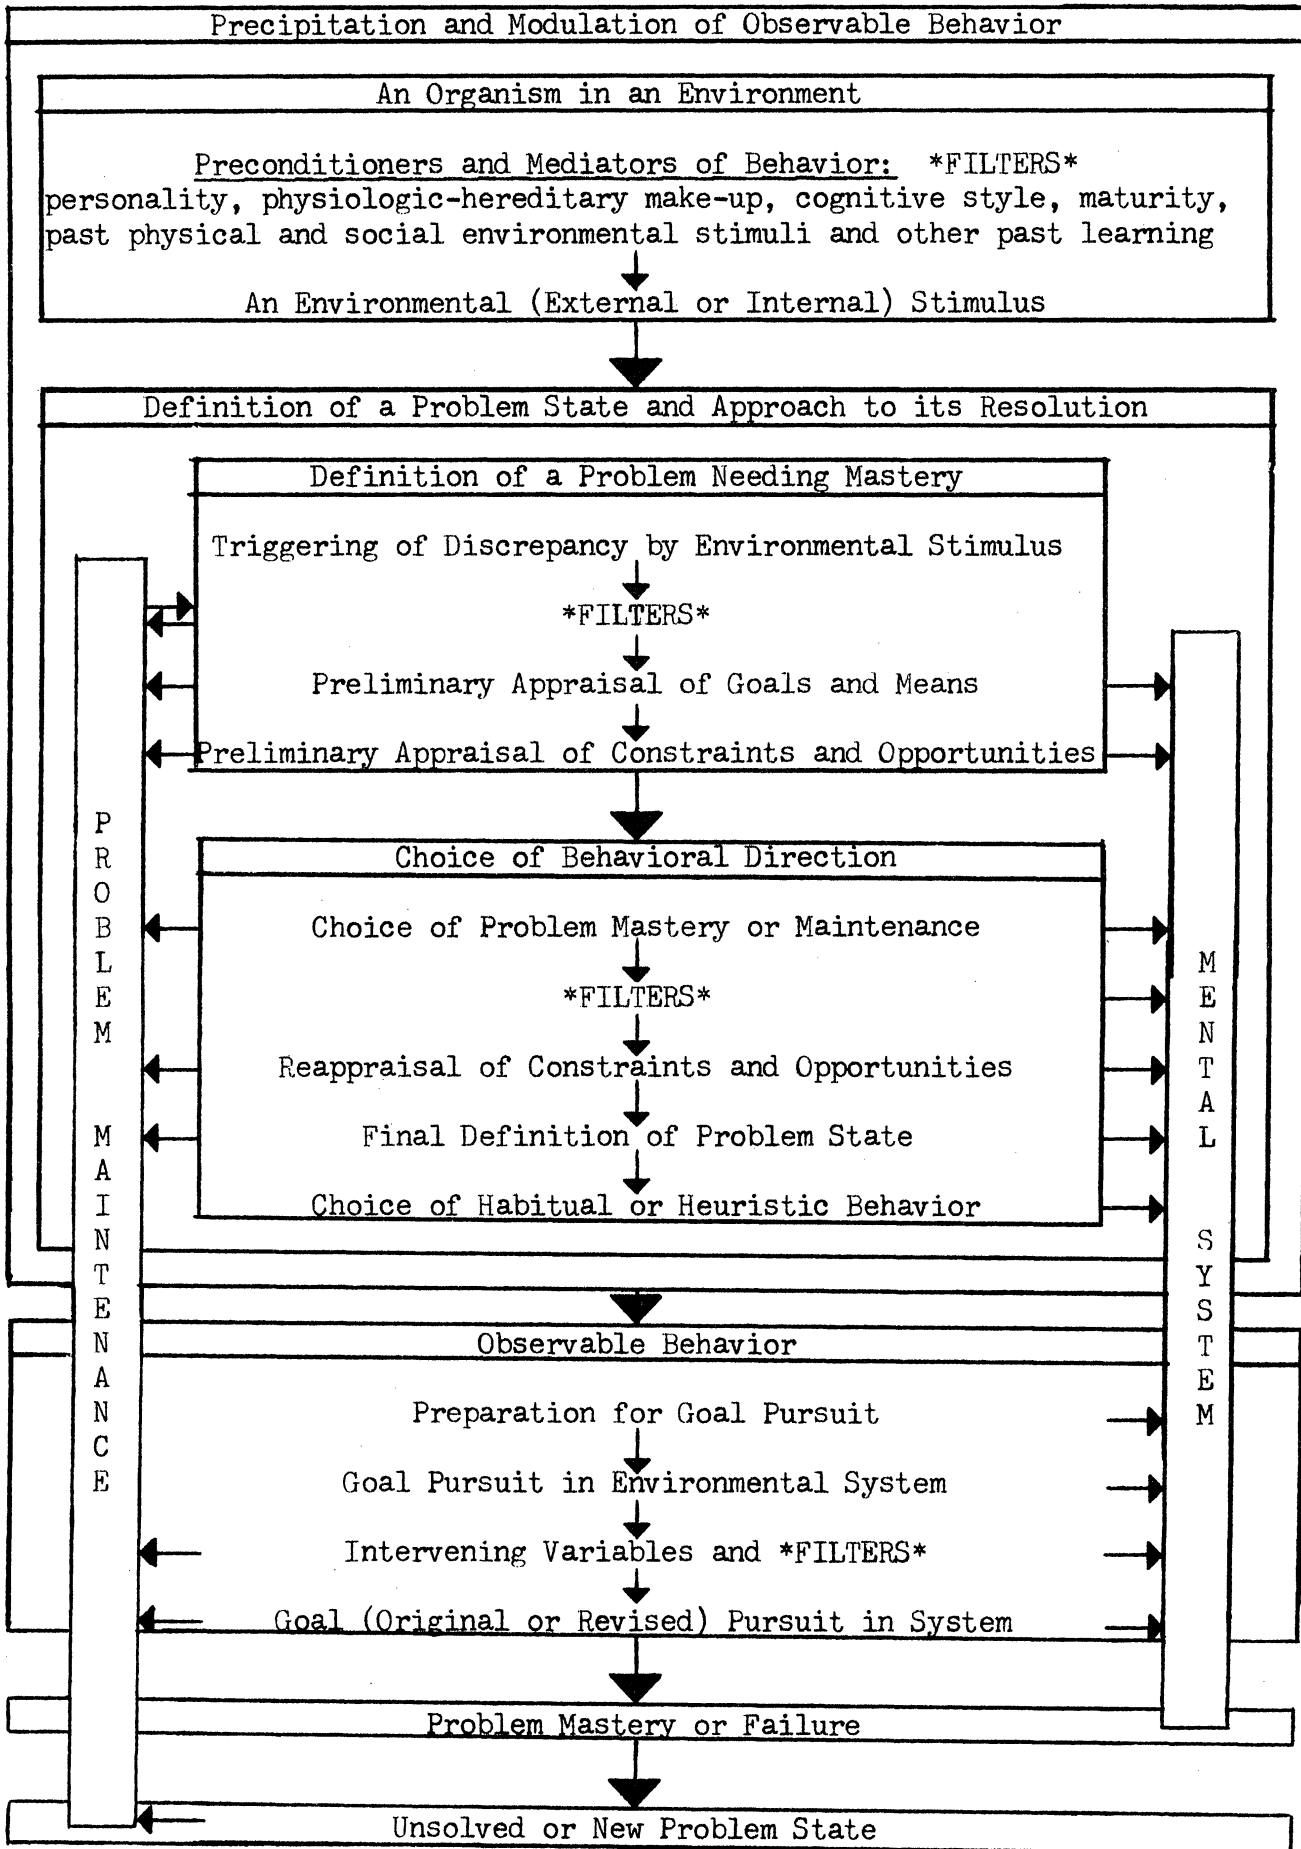 Precipitation and Modulation of Observable Behavior
An Organism in an Environment
Preconditioners and Mediators of Behavior: *FILTERS*
personality, physiologic-hereditary make-up, cognitive style, maturity,
past physical and social environmental stimuli and other past learning
An Environmental (External or Internal) Stimulus
Definition of a Problem State and Approach to its Resolution
Definition of a Problem Needing Mastery
Triggering of Discrepancy by Environmental Stimulus
*FILTERS*
Preliminary Appraisal of Goals and Means
Preliminary Appraisal of Constraints and Opportunities
Choice of Behavioral Direction
Choice of Problem Mastery or Maintenance
*FILTERS*
Reappraisal of Constraints and Opportunities
Final Definition of Problem State
Choice of Habitual or Heuristic Behavior
PROBLEM MAINTENANCE
MENTAL SYSTEM
Observable Behavior
Preparation for Goal Pursuit
Goal Pursuit in Environmental System
Intervening Variables and *FILTERS*
Goal (Original or Revised) Pursuit in System
Problem Mastery or Failure
Unsolved or New Problem State